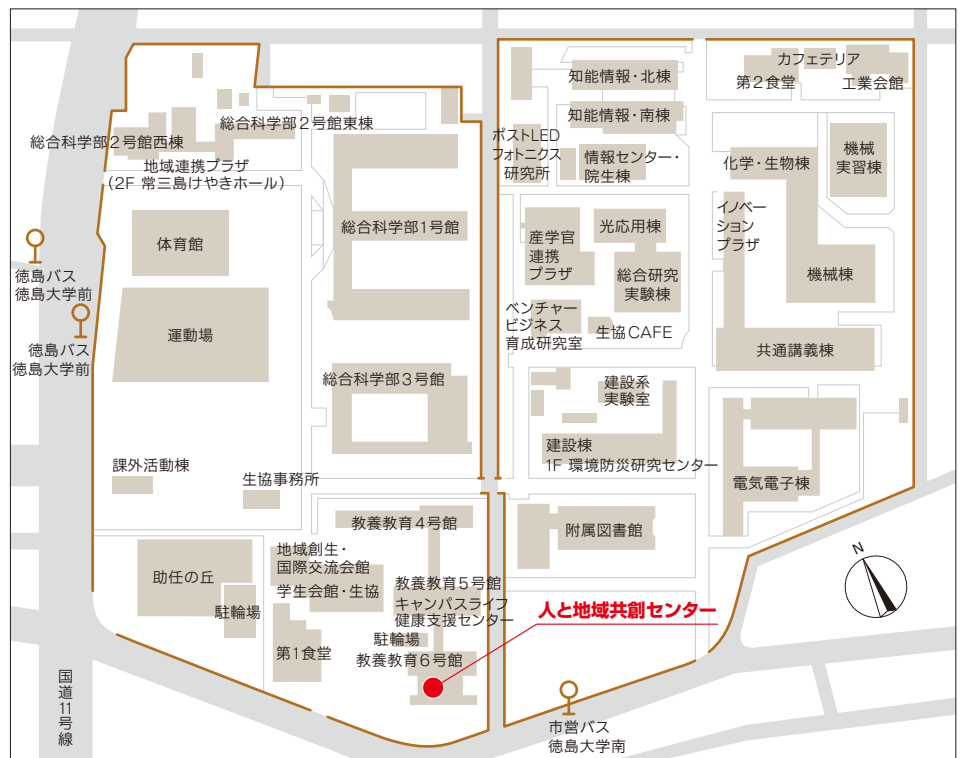 総合科学部2号館東棟
総合科学部2号館西棟
地域連携プラザ
（2F 常三島けやきホール）
体育館
総合科学部1号館
徳島バス
徳島大学前
運動場
徳島バス
徳島大学前
総合科学部3号館
課外活動棟
生協事務所
教養教育4号館
地域創生・
国際交流会館
助任の丘
学生会館・生協
教養教育5号館
キャンパスライフ
健康支援センター
駐輪場
駐輪場
第1食堂
教養教育6号館
国道11号線
知能情報・北棟
カフェテリア
第2食堂
工業会館
知能情報・南棟
ポストLED
フォトニクス
研究所
情報センター・
院生棟
化学・生物棟
機械
実習棟
イノベー
ション
プラザ
光応用棟
産学官
連携
プラザ
総合研究
実験棟
機械棟
ベンチャー
ビジネス
育成研究室
生協CAFE
共通講義棟
建設系
実験室
建設棟
1F 環境防災研究センター
電気電子棟
附属図書館
N
人と地域共創センター
市営バス
徳島大学南